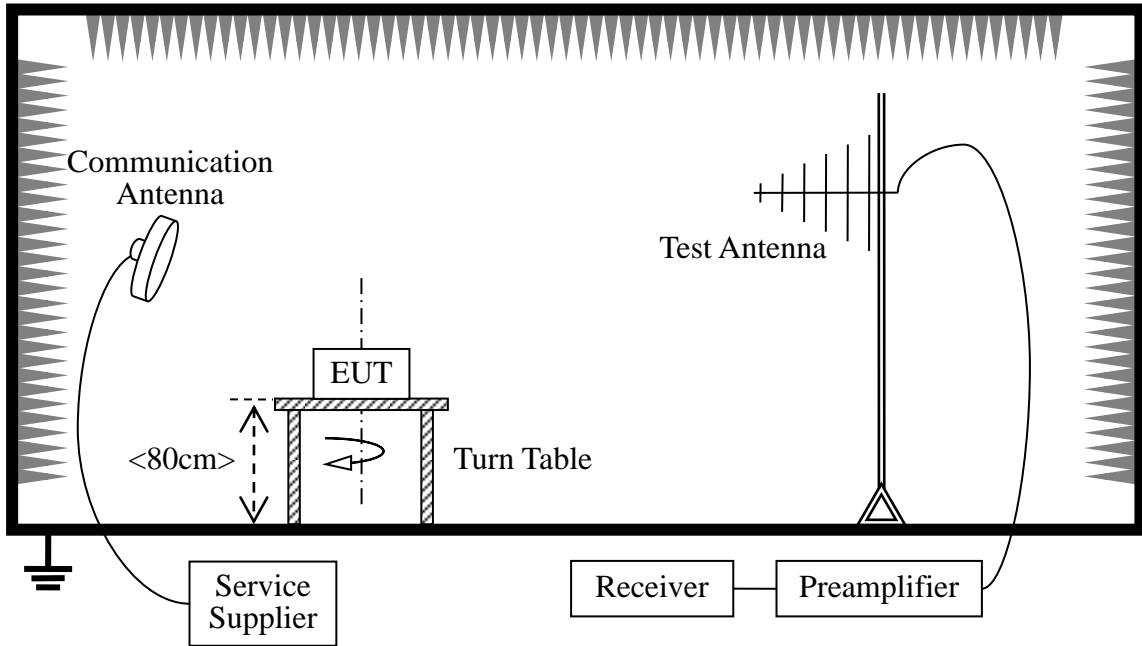 Communication
Antenna
Test Antenna
EUT
<80cm>
Turn Table
Service
Supplier
Receiver
Preamplifier